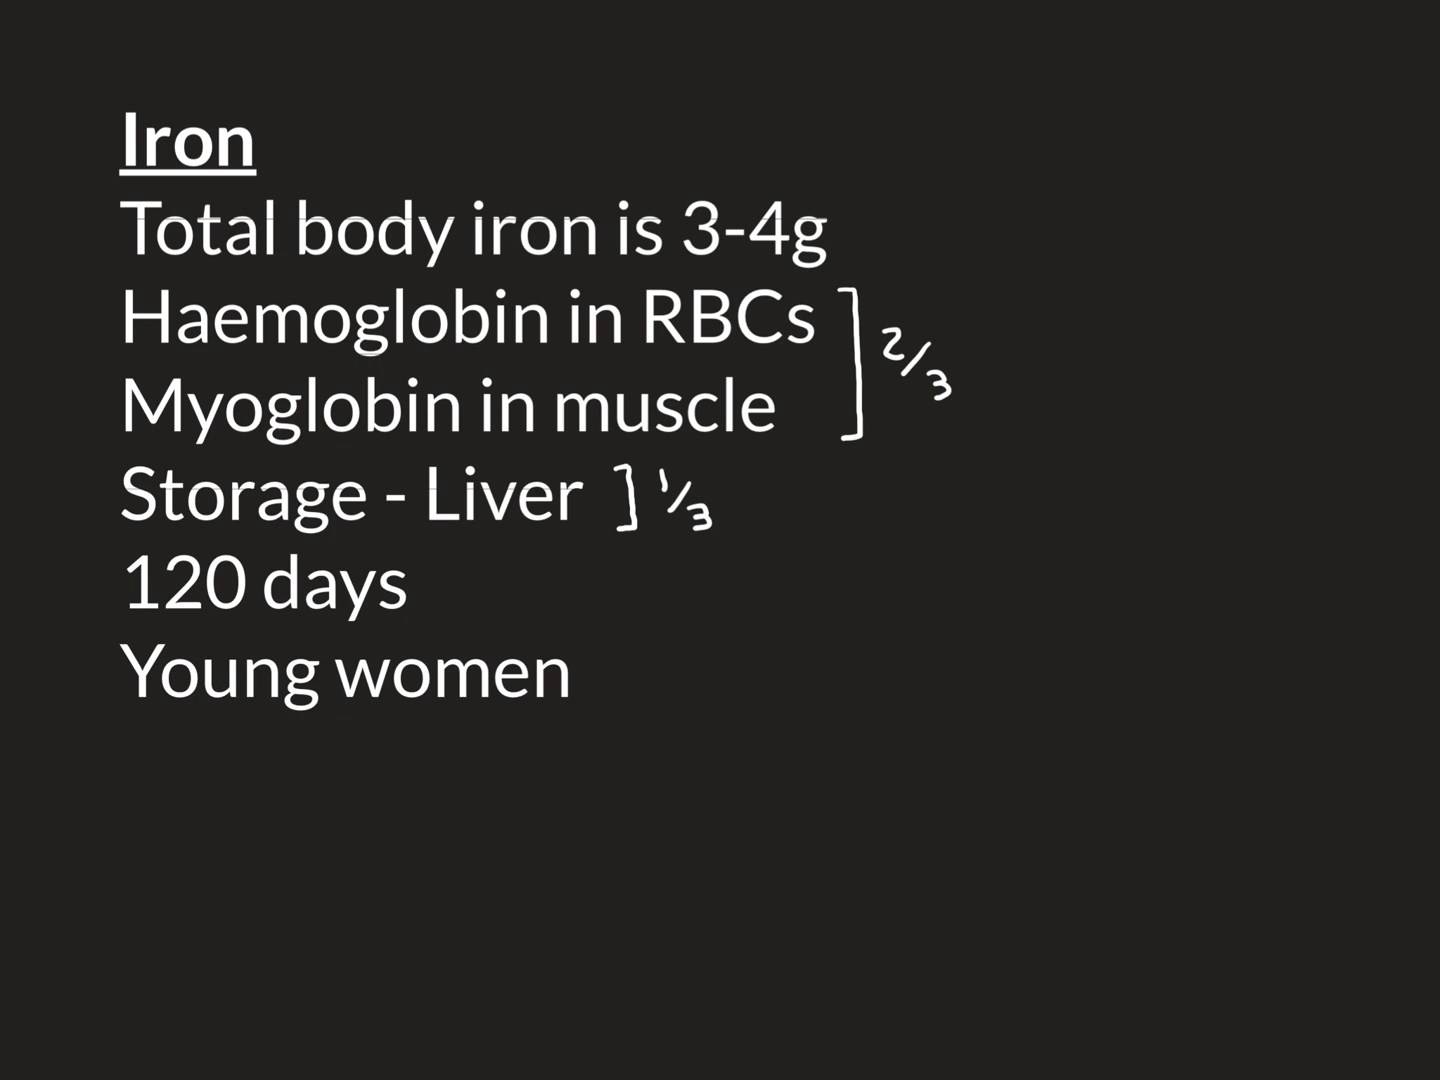 Iron
Total body iron is 3-4g
Haemoglobin in RBCs
2/3
Myoglobin in muscle
Storage - Liver 1/3
120 days
Young women